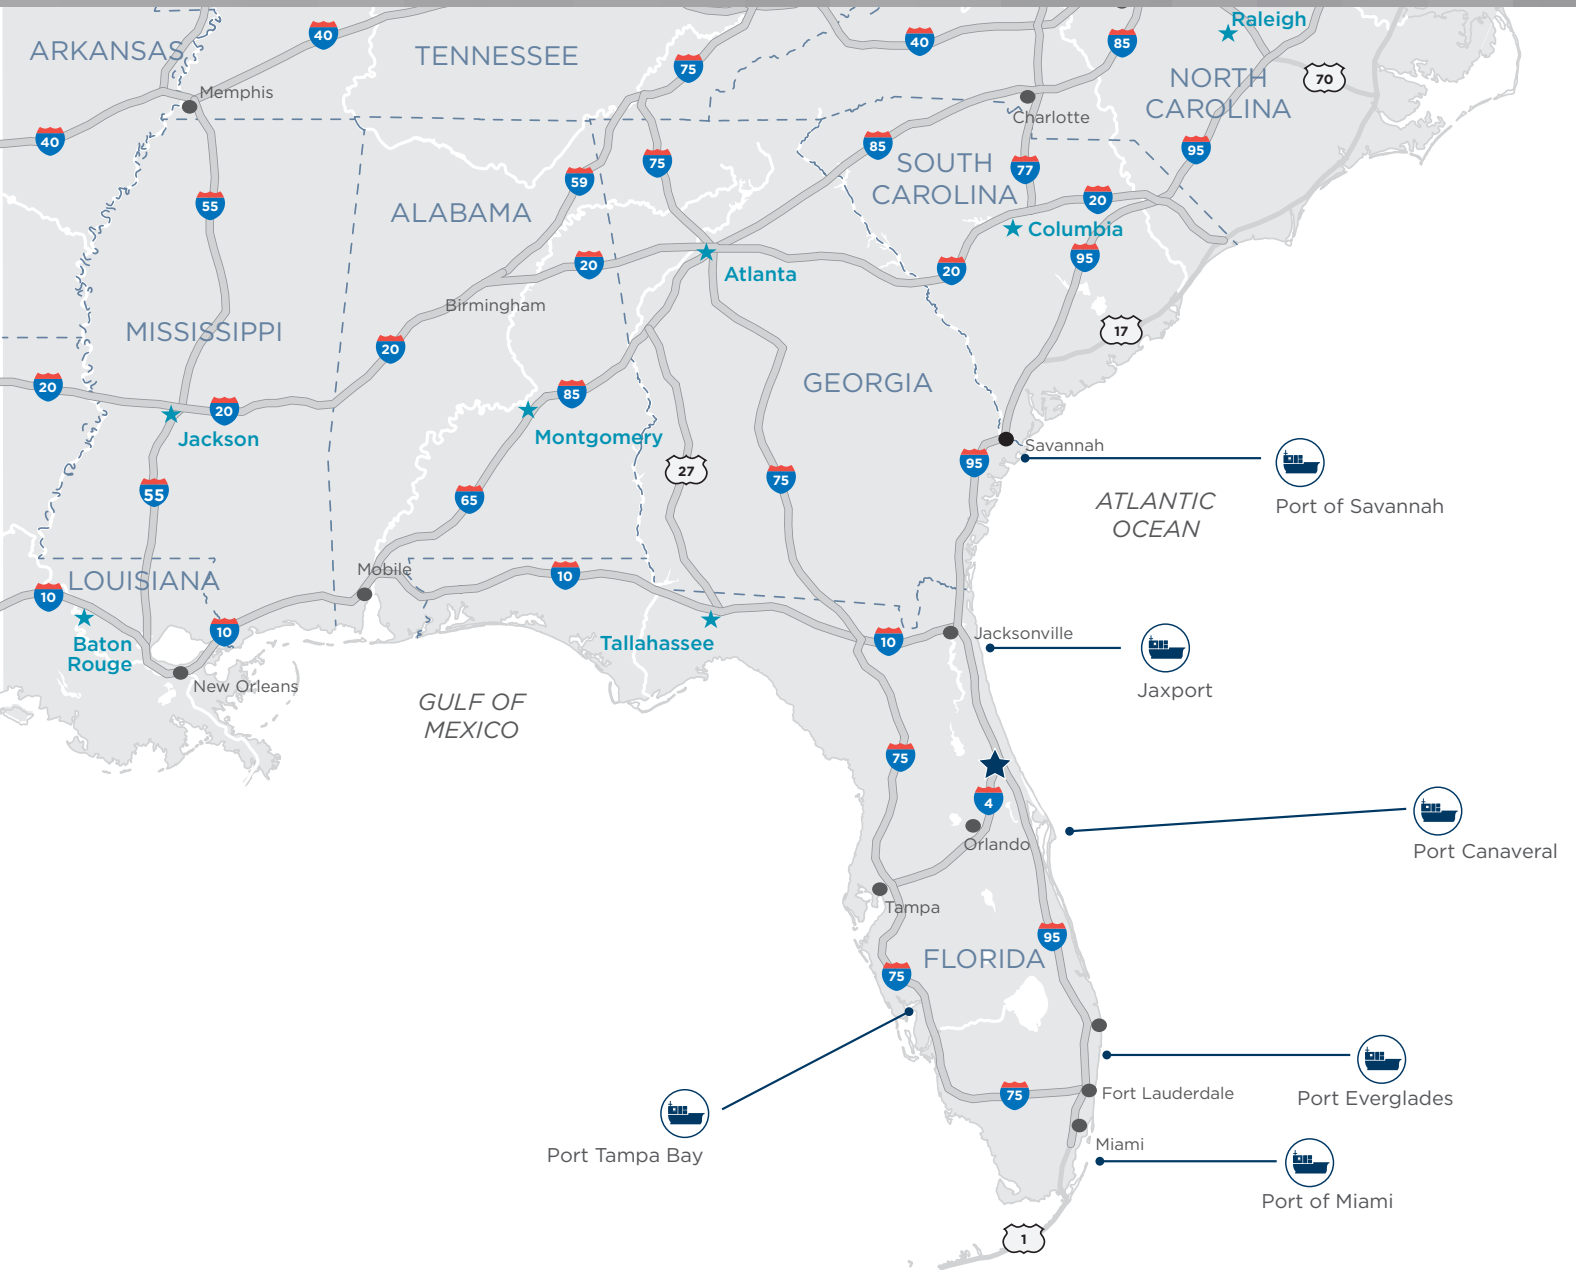 Raleigh
ARKANSAS
40
TENNESSEE
75
40
85
NORTH
CAROLINA
70
Memphis
Charlotte
40
55
59
75
85
SOUTH
CAROLINA
77
95
20
ALABAMA
Columbia
95
20
20
Atlanta
Birmingham
MISSISSIPPI
17
20
GEORGIA
20
20
85
Jackson
Montgomery
Savannah
95
27
75
55
65
ATLANTIC
OCEAN
Port of Savannah
Mobile
10
LOUISIANA
10
10
10
Baton
Rouge
Tallahassee
Jacksonville
New Orleans
Jaxport
GULF OF
MEXICO
75
4
Orlando
Port Canaveral
Tampa
95
FLORIDA
75
75
Fort Lauderdale
Port Everglades
Port Tampa Bay
Miami
Port of Miami
1